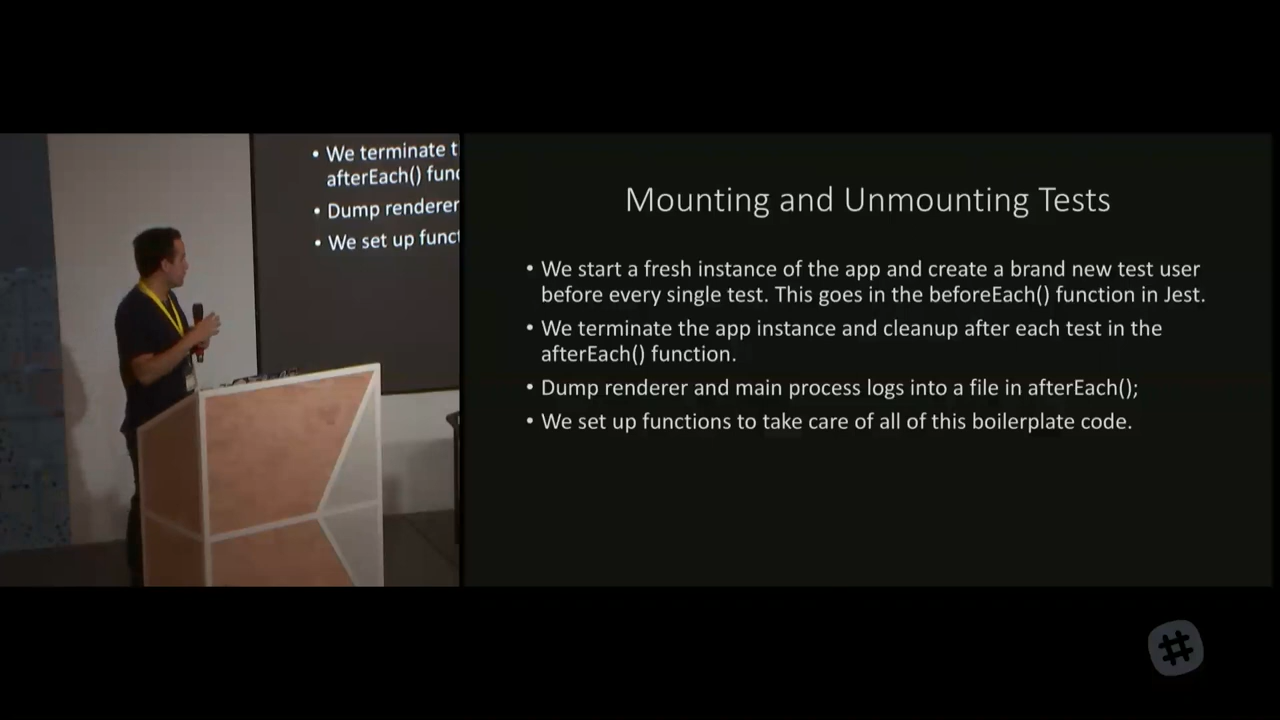 • We terminate t
afterEach() func
• Dump renderer
• We set up funct
Mounting and Unmounting Tests
• We start a fresh instance of the app and create a brand new test user
before every single test. This goes in the beforeEach() function in Jest.
• We terminate the app instance and cleanup after each test in the
afterEach() function.
• Dump renderer and main process logs into a file in afterEach();
• We set up functions to take care of all of this boilerplate code.
#